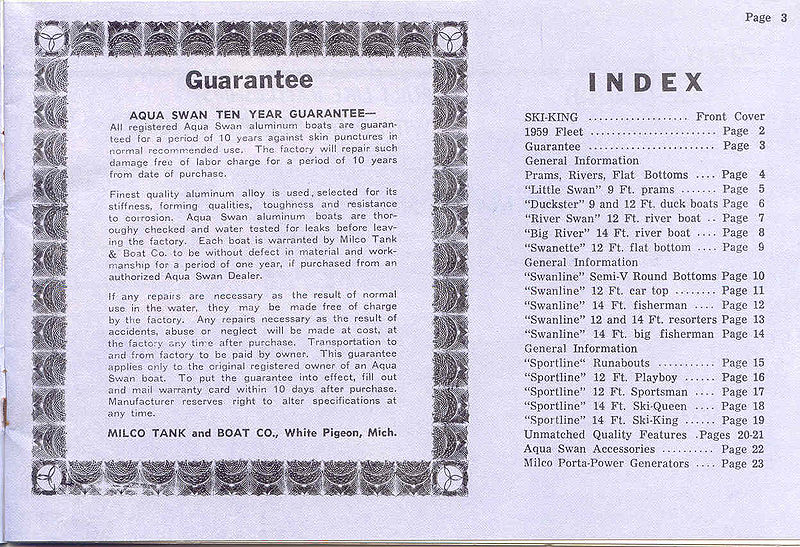 Page 3
Guarantee
AQUA SWAN TEN YEAR GUARANTEE—
All registered Aqua Swan aluminum boats are guaran-
teed for a period of 10 years against skin punctures in
normal recommended use. The factory will repair such
damage free of labor charge for a period of 10 years
from date of purchase.
Finest quality aluminum alloy is used, selected for its
stiffness, forming qualities, toughness and resistance
to corrosion. Aqua Swan aluminum boats are thor-
oughly checked and water tested for leaks before leav-
ing the factory. Each boat is warranted by Milco Tank
& Boat Co. to be without defect in material and work-
manship for a period of one year, if purchased from an
authorized Aqua Swan Dealer.
If any repairs are necessary as the result of normal
use in the water, they may be made free of charge
by the factory. Any repairs necessary as the result of
accidents, abuse or neglect will be made at cost, at
the factory any time after purchase. Transportation to
and from factory to be paid by owner. This guarantee
applies only to the original registered owner of an Aqua
Swan boat. To put the guarantee into effect, fill out
and mail warranty card within 10 days after purchase.
Manufacturer reserves right to alter specifications at
any time.
MILCO TANK and BOAT CO., White Pigeon, Mich.
INDEX
SKI-KING ................... Front Cover
1959 Fleet ........................ Page 2
Guarantee ........................ Page 3
General Information
Prams, Rivers, Flat Bottoms .... Page 4
"Little Swan" 9 Ft. prams ....... Page 5
"Duckster" 9 and 12 Ft. duck boats Page 6
"River Swan" 12 Ft. river boat .. Page 7
"Big River" 14 Ft. river boat .... Page 8
"Swanette" 12 Ft. flat bottom .... Page 9
General Information
"Swanline" Semi-V Round Bottoms Page 10
"Swanline" 12 Ft. car top ........ Page 11
"Swanline" 14 Ft. fisherman .... Page 12
"Swanline" 12 and 14 Ft. resorters Page 13
"Swanline" 14 Ft. big fisherman Page 14
General Information
"Sportline" Runabouts ........... Page 15
"Sportline" 12 Ft. Playboy ...... Page 16
"Sportline" 12 Ft. Sportsman .... Page 17
"Sportline" 14 Ft. Ski-Queen .... Page 18
"Sportline" 14 Ft. Ski-King ...... Page 19
Unmatched Quality Features .Pages 20-21
Aqua Swan Accessories .......... Page 22
Milco Porta-Power Generators .... Page 23